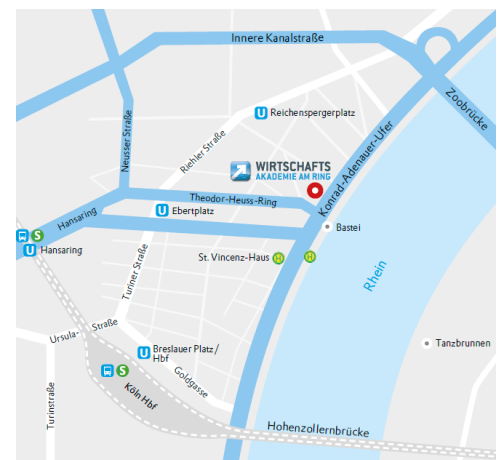 Innere Kanalstraße
Zoobrücke
Neusser Straße
U Reichenspergerplatz
Konrad-Adenauer-Ufer
Riehler Straße
WIRTSCHAFTS
AKADEMIE AM RING
Theodor-Heuss-Ring
Hansaring
U Ebertplatz
Bastei
S
U Hansaring
St. Vincenz-Haus H
H
Rhein
Turiner Straße
Ursula-Straße
U Breslauer Platz/
Hbf
Tanzbrunnen
S
Goldgasse
Köln Hbf
Turinstraße
Hohenzollernbrücke